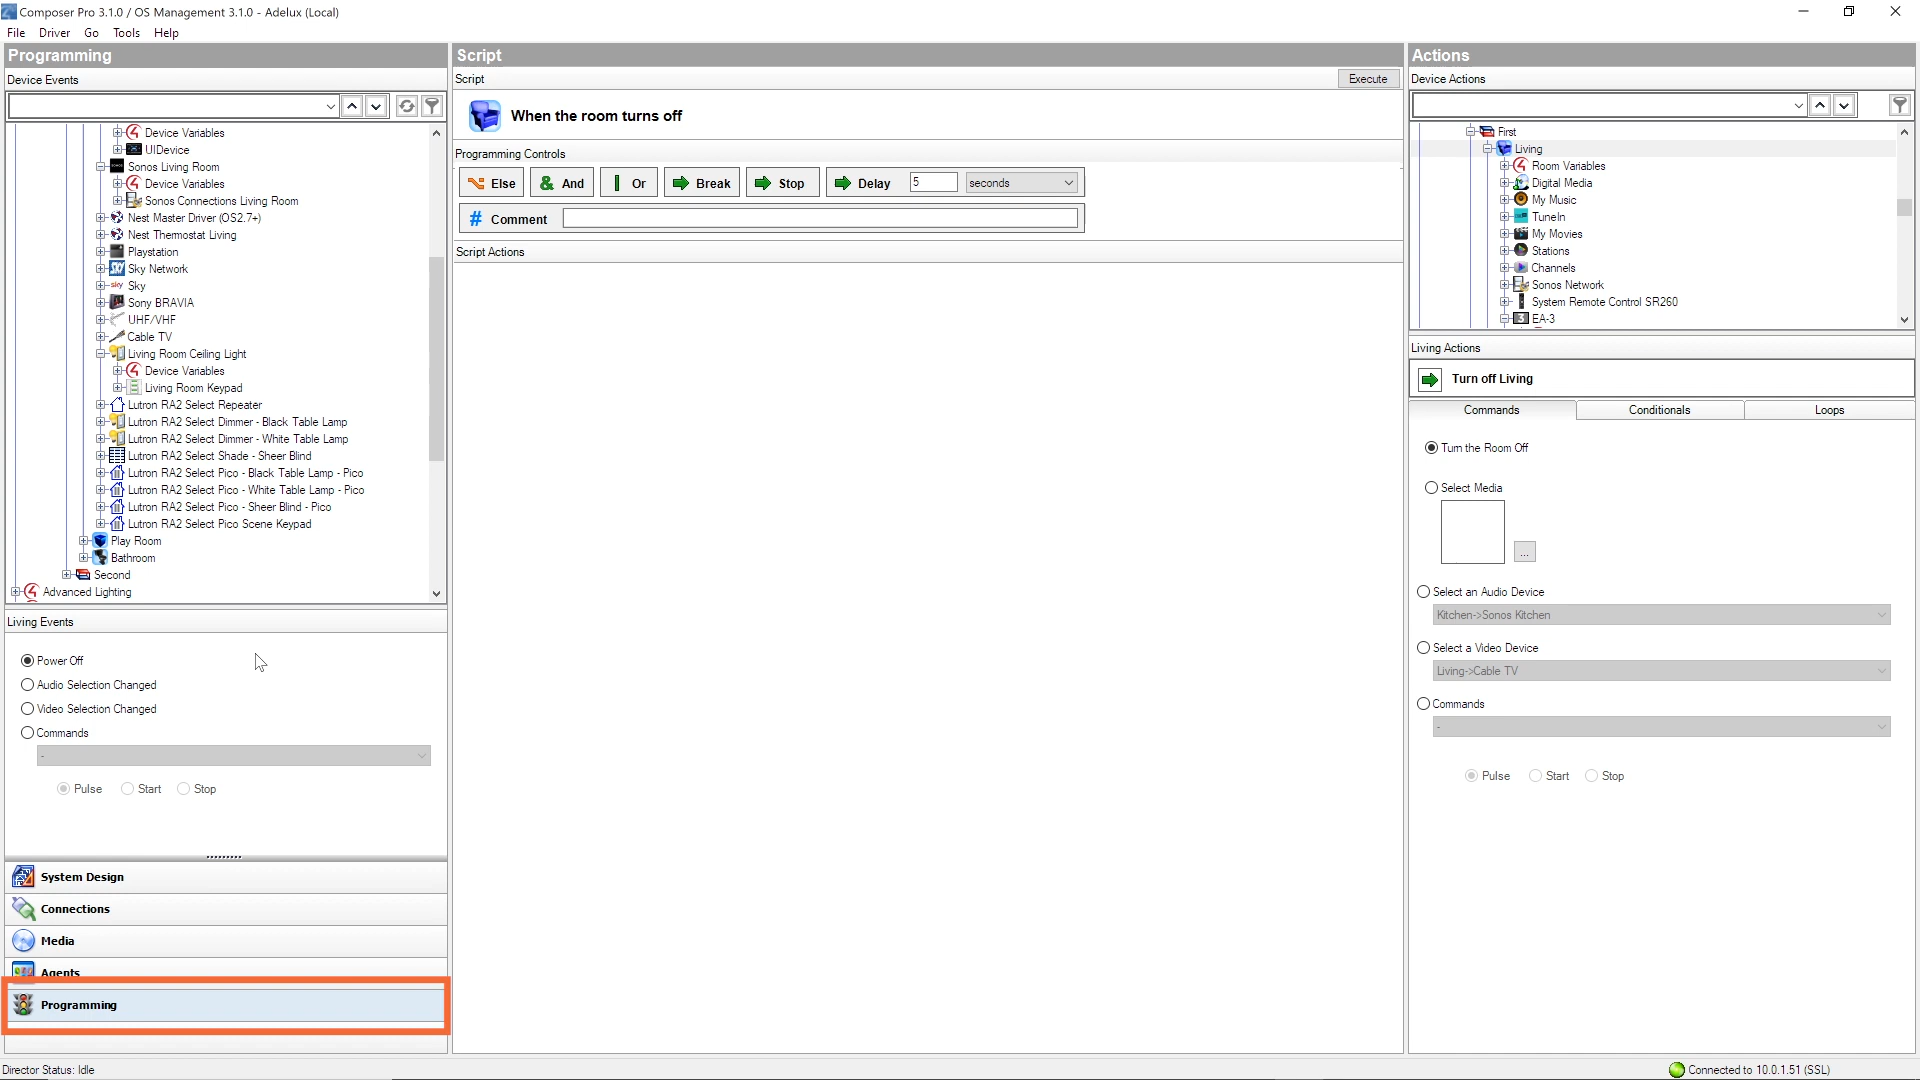 Composer Pro 3.1.0 / OS Management 3.1.0 - Adelux (Local)
File Driver Go Tools Help
Programming
Device Events
Device Variables
UIDevice
Sonos Living Room
Device Variables
Sonos Connections Living Room
Nest Master Driver (OS2.7+)
Nest Thermostat Living
Playstation
Sky Network
Sky
Sony BRAVIA
UHF/VHF
Cable TV
Living Room Ceiling Light
Device Variables
Living Room Keypad
Lutron RA2 Select Repeater
Lutron RA2 Select Dimmer - Black Table Lamp
Lutron RA2 Select Dimmer - White Table Lamp
Lutron RA2 Select Shade - Sheer Blind
Lutron RA2 Select Pico - Black Table Lamp - Pico
Lutron RA2 Select Pico - White Table Lamp - Pico
Lutron RA2 Select Pico - Sheer Blind - Pico
Lutron RA2 Select Pico Scene Keypad
Play Room
Bathroom
Second
Advanced Lighting
Living Events
Power Off
Audio Selection Changed
Video Selection Changed
Commands
-
Pulse Start Stop
System Design
Connections
Media
Agents
Programming
Script
Script Execute
When the room turns off
Programming Controls
Else & And Or Break Stop Delay 5 seconds
# Comment
Script Actions
Actions
Device Actions
First
Living
Room Variables
Digital Media
My Music
TuneIn
My Movies
Stations
Channels
Sonos Network
System Remote Control SR260
EA-3
Living Actions
Turn off Living
Commands Conditionals Loops
Turn the Room Off
Select Media
...
Select an Audio Device
Kitchen->Sonos Kitchen
Select a Video Device
Living->Cable TV
Commands
-
Pulse Start Stop
Director Status: Idle
Connected to 10.0.1.51 (SSL)